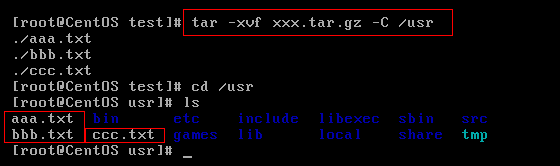 [root@CentOS test]# tar -xvf xxx.tar.gz -C /usr
./aaa.txt
./bbb.txt
./ccc.txt
[root@CentOS test]# cd /usr
[root@CentOS usr]# ls
aaa.txt bin etc include libexec sbin src
bbb.txt ccc.txt games lib local share tmp
[root@CentOS usr]# _